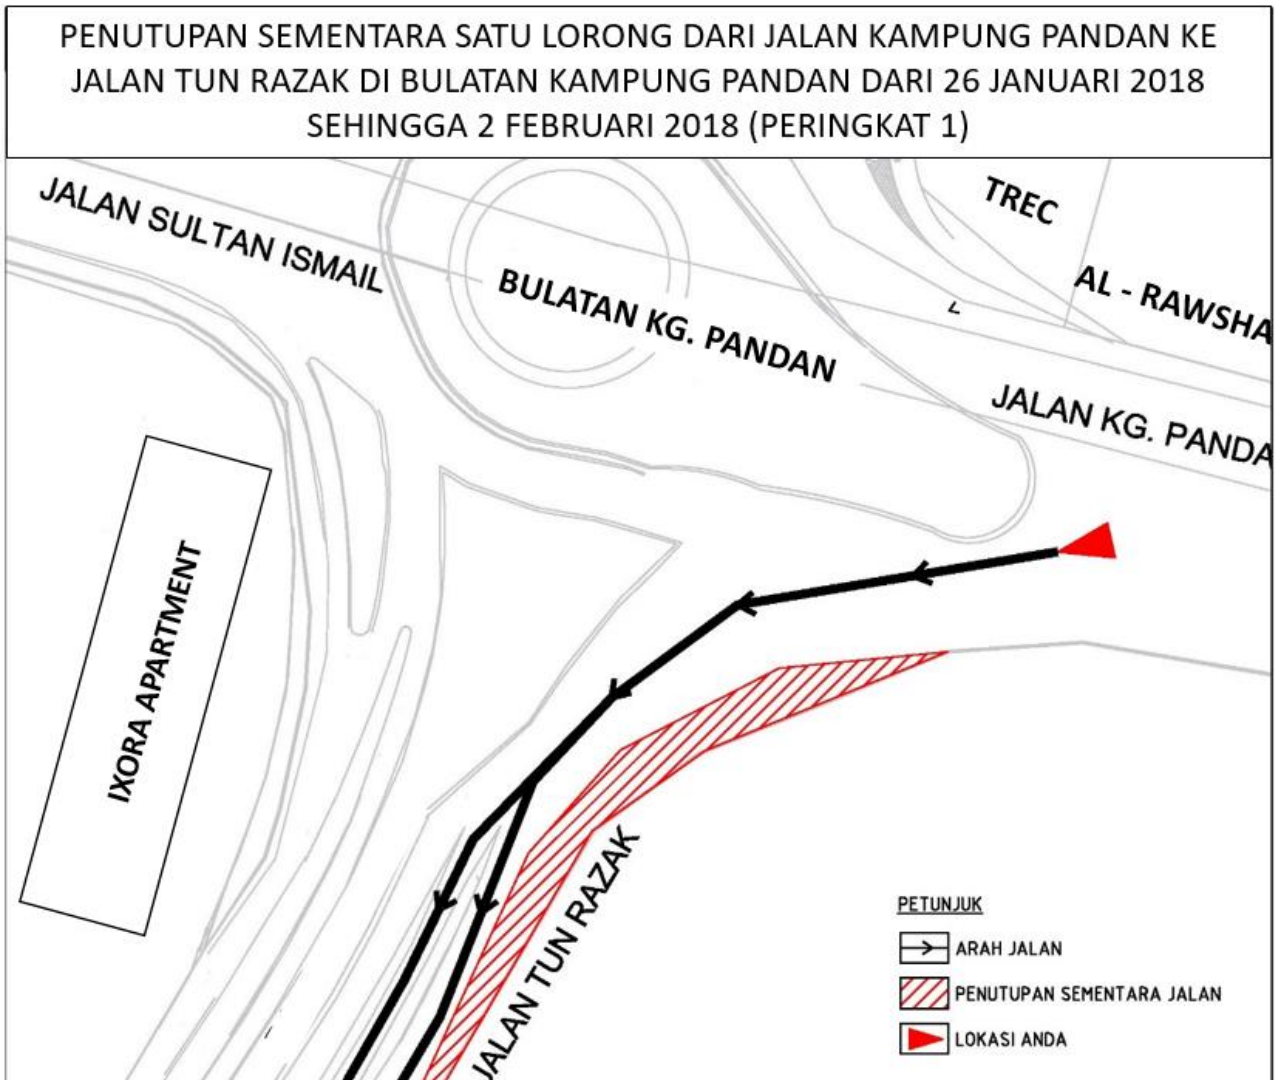 PENUTUPAN SEMENTARA SATU LORONG DARI JALAN KAMPUNG PANDAN KE
JALAN TUN RAZAK DI BULATAN KAMPUNG PANDAN DARI 26 JANUARI 2018
SEHINGGA 2 FEBRUARI 2018 (PERINGKAT 1)
JALAN SULTAN ISMAIL
TREC
BULATAN KG. PANDAN
AL - RAWSHA
JALAN KG. PANDA
IXORA APARTMENT
JALAN TUN RAZAK
PETUNJUK
ARAH JALAN
PENUTUPAN SEMENTARA JALAN
LOKASI ANDA